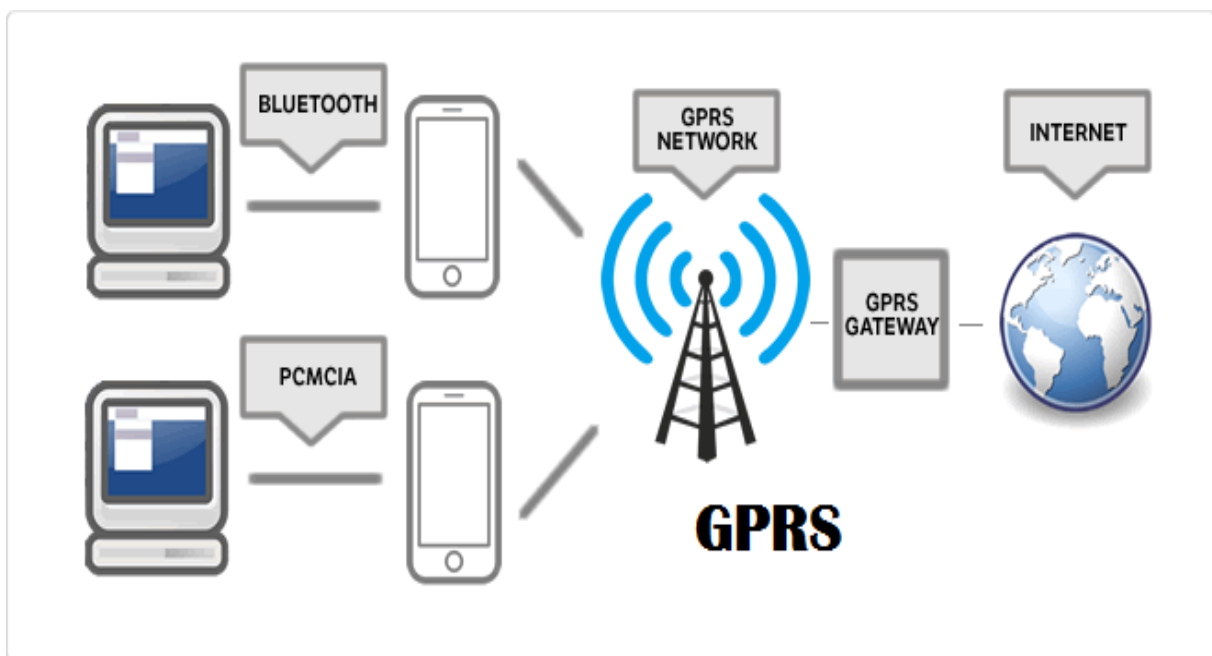 BLUETOOTH
GPRS
NETWORK
INTERNET
GPRS
GATEWAY
PCMCIA
GPRS